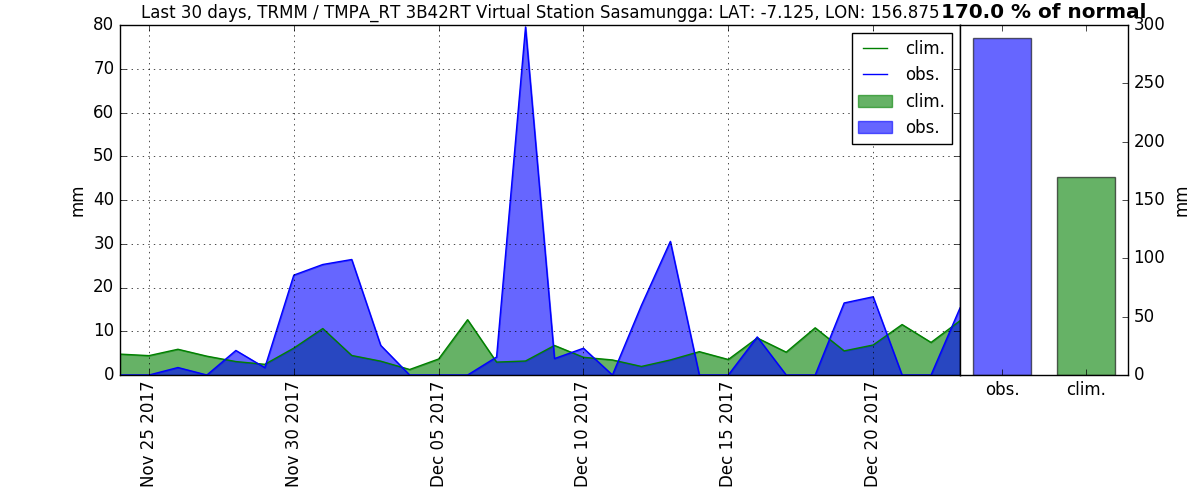 Last 30 days, TRMM / TMPA_RT 3B42RT Virtual Station Sasamungga: LAT: -7.125, LON: 156.875
170.0 % of normal
80
70
60
50
40
30
20
10
0
mm
clim.
obs.
clim.
obs.
Nov 25 2017
Nov 30 2017
Dec 05 2017
Dec 10 2017
Dec 15 2017
Dec 20 2017
300
250
200
150
100
50
0
mm
obs.
clim.